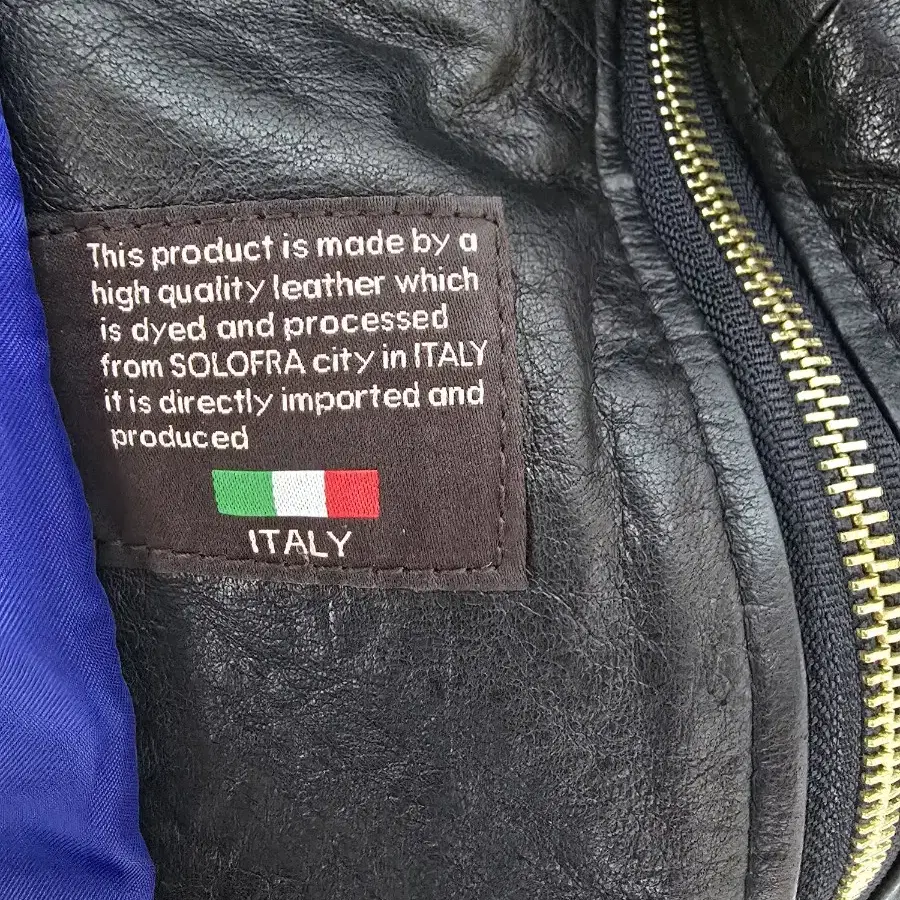 This product is made by a
high quality leather which
is dyed and processed
from SOLOFRA city in ITALY
it is directly imported and
produced
ITALY